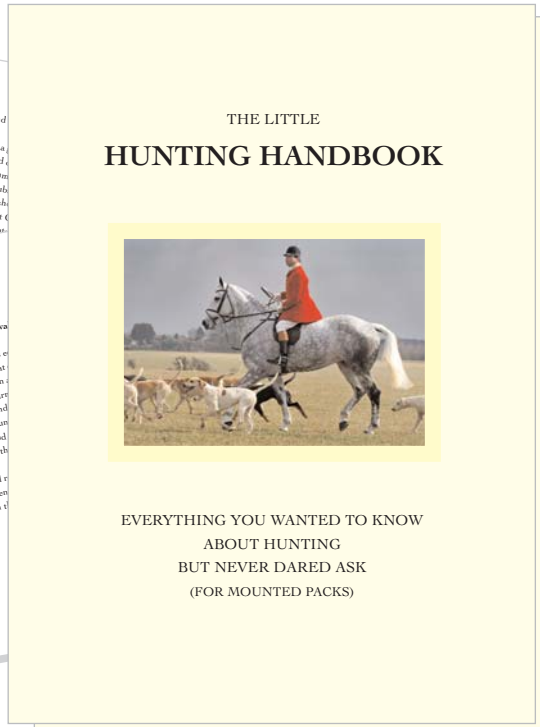 THE LITTLE
HUNTING HANDBOOK
EVERYTHING YOU WANTED TO KNOW
ABOUT HUNTING
BUT NEVER DARED ASK
(FOR MOUNTED PACKS)